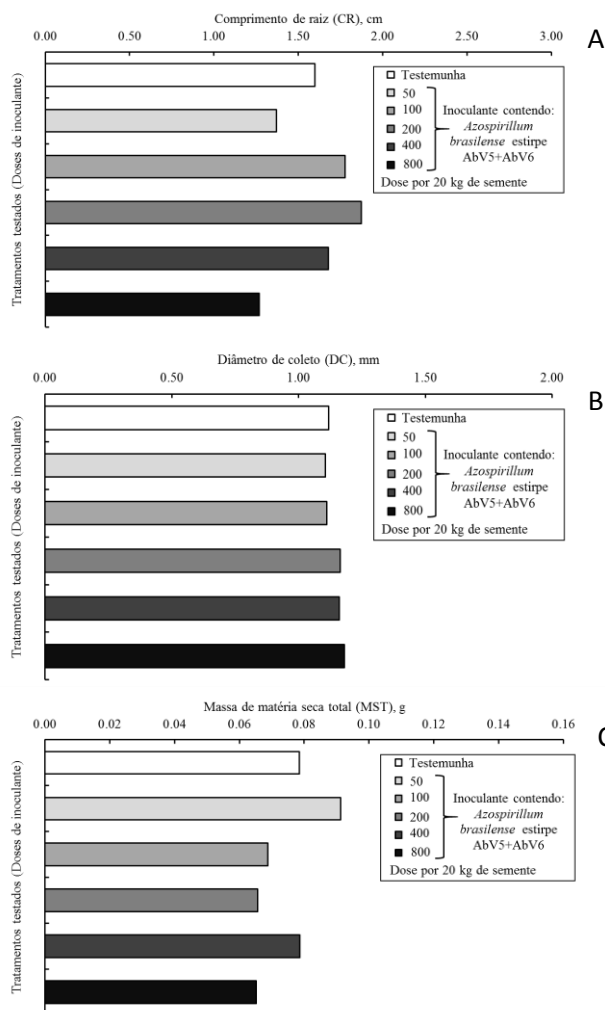 Comprimento de raiz (CR), cm
0.00 0.50 1.00 1.50 2.00 2.50 3.00
A
Tratamentos testados (Doses de inoculante)
Testemunha
50
100
200
400
800
Inoculante contendo:
Azospirillum
brasilense estirpe
AbV5+AbV6
Dose por 20 kg de semente
Diâmetro de coleto (DC), mm
0.00 0.50 1.00 1.50 2.00
B
Tratamentos testados (Doses de inoculante)
Testemunha
50
100
200
400
800
Inoculante contendo:
Azospirillum
brasilense estirpe
AbV5+AbV6
Dose por 20 kg de semente
Massa de matéria seca total (MST), g
0.00 0.02 0.04 0.06 0.08 0.10 0.12 0.14 0.16
C
Tratamentos testados (Doses de inoculante)
Testemunha
50
100
200
400
800
Inoculante contendo:
Azospirillum
brasilense estirpe
AbV5+AbV6
Dose por 20 kg de semente